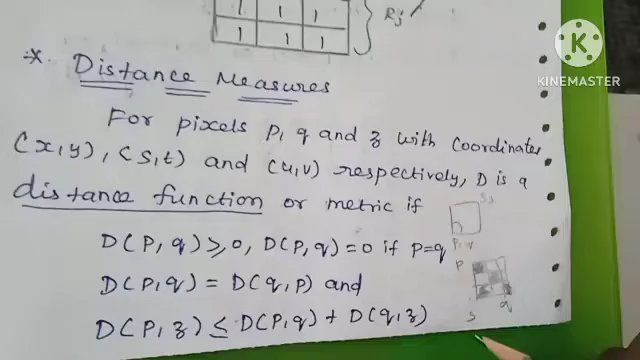 1 1 1
1 1 1
Rj
KINEMASTER
* Distance Measures
For pixels p, q and z with coordinates
(x,y), (s,t) and (u,v) respectively, D is a
distance function or metric if
D(p,q) ≥ 0, D(p,q) = 0 if p=q
D(p,q) = D(q,p) and
D(p,z) ≤ D(p,q) + D(q,z)
p
q
s